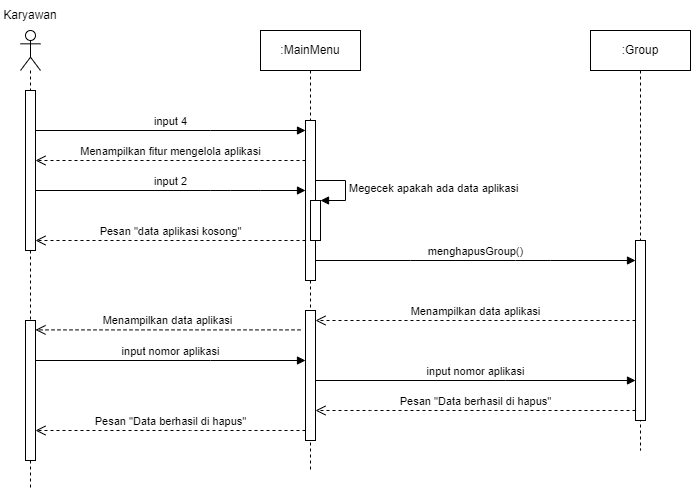 Karyawan
:MainMenu
:Group
input 4
Menampilkan fitur mengelola aplikasi
input 2
Megecek apakah ada data aplikasi
Pesan "data aplikasi kosong"
menghapusGroup()
Menampilkan data aplikasi
Menampilkan data aplikasi
input nomor aplikasi
input nomor aplikasi
Pesan "Data berhasil di hapus"
Pesan "Data berhasil di hapus"